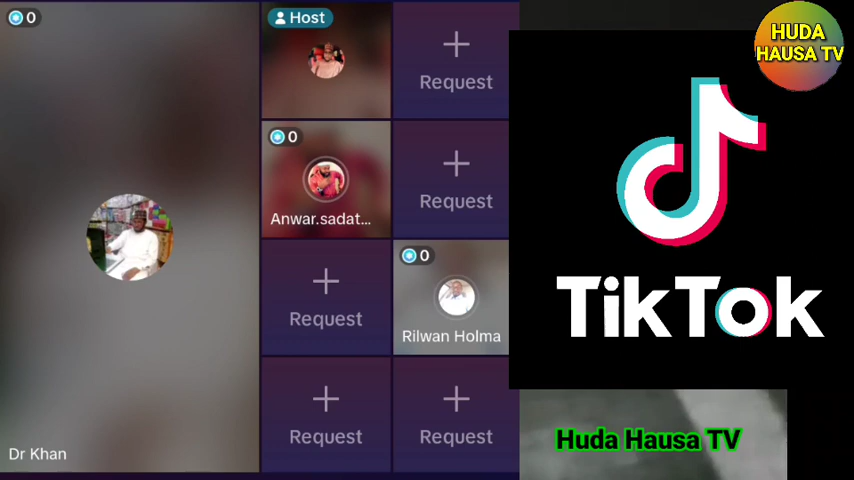 0
Host
Request
HUDA
HAUSA TV
0
Anwar.sadat...
Request
Request
0
Rilwan Holma
TikTok
Dr Khan
Request
Request
Huda Hausa TV